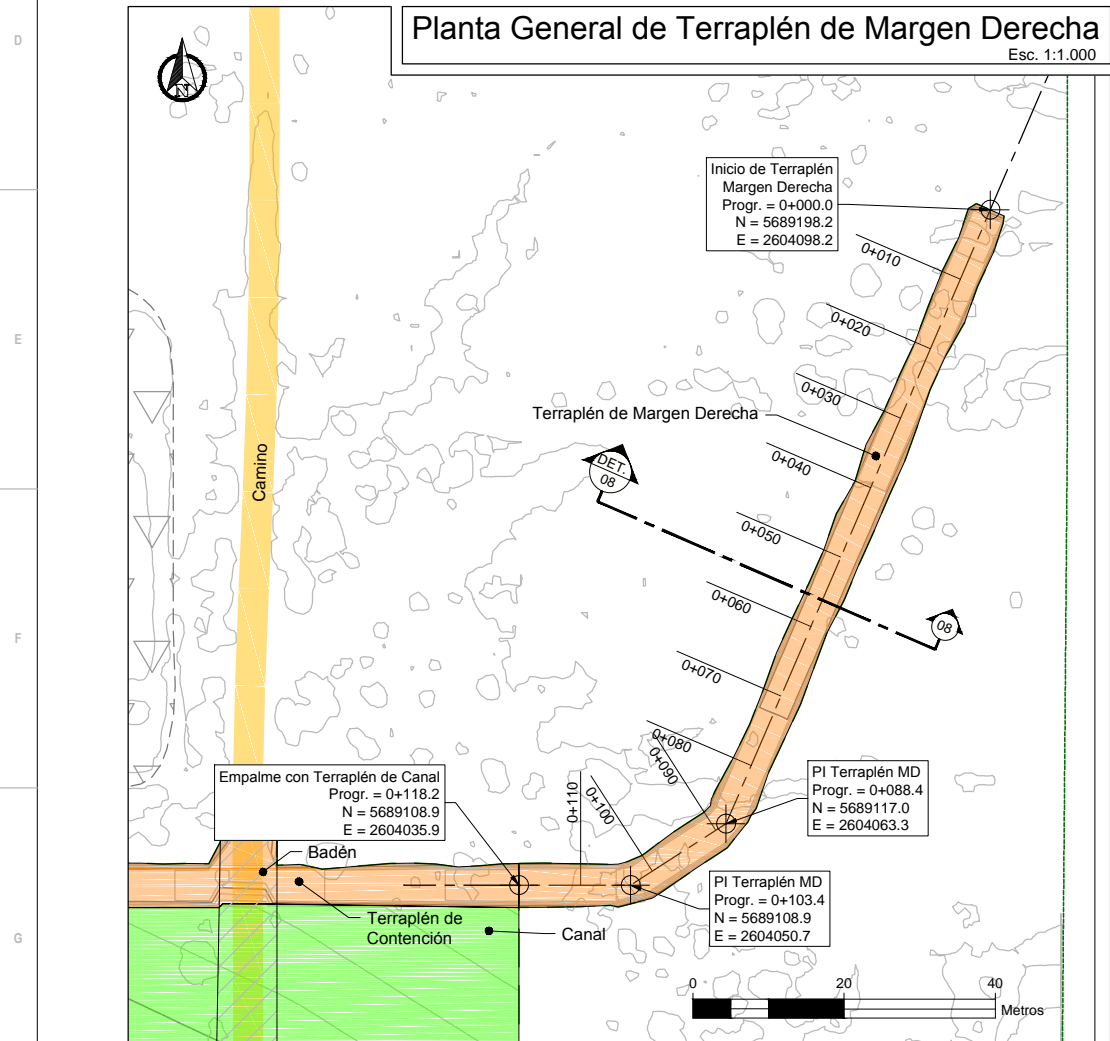 Planta General de Terraplén de Margen Derecha
Esc. 1:1.000
D
E
F
G
N
Inicio de Terraplén
Margen Derecha
Progr. = 0+000.0
N = 5689198.2
E = 2604098.2
0+010
0+020
0+030
Terraplén de Margen Derecha
0+040
DET.
08
0+050
0+060
08
0+070
0+080
0+090
0+100
0+110
Camino
Empalme con Terraplén de Canal
Progr. = 0+118.2
N = 5689108.9
E = 2604035.9
PI Terraplén MD
Progr. = 0+088.4
N = 5689117.0
E = 2604063.3
Badén
PI Terraplén MD
Progr. = 0+103.4
N = 5689108.9
E = 2604050.7
Terraplén de
Contención
Canal
0 20 40
Metros